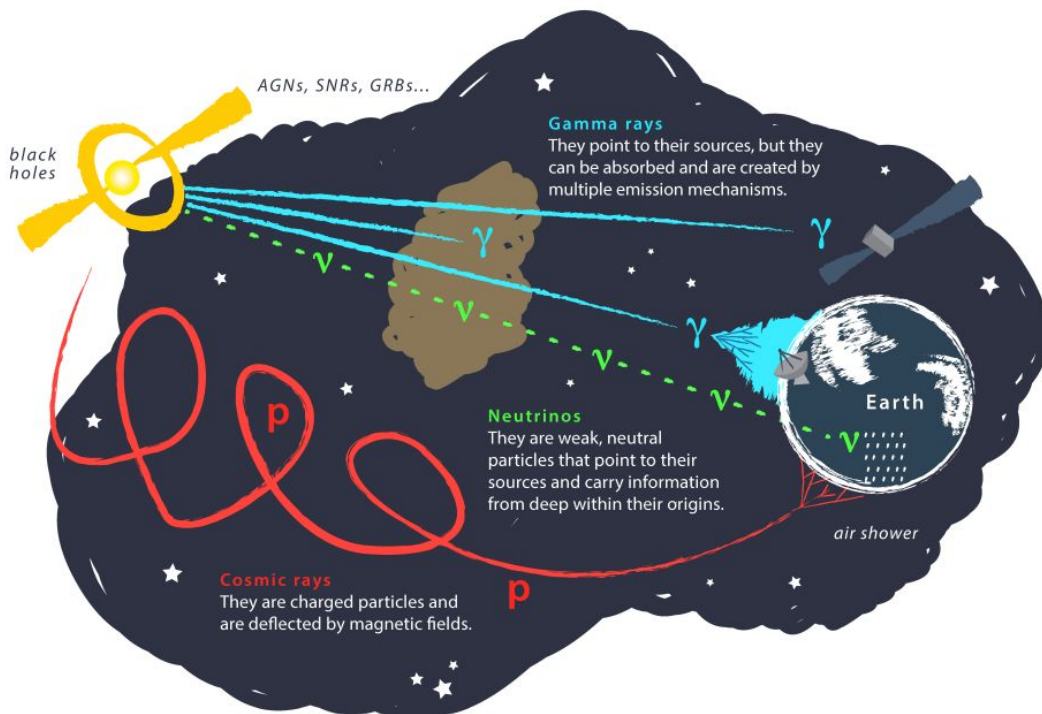 AGNs, SNRs, GRBs...
black
holes
Gamma rays
They point to their sources, but they
can be absorbed and are created by
multiple emission mechanisms.
γ
γ
ν
ν
γ
ν
ν
Earth
ν
p
Neutrinos
They are weak, neutral
particles that point to their
sources and carry information
from deep within their origins.
air shower
p
Cosmic rays
They are charged particles and
are deflected by magnetic fields.